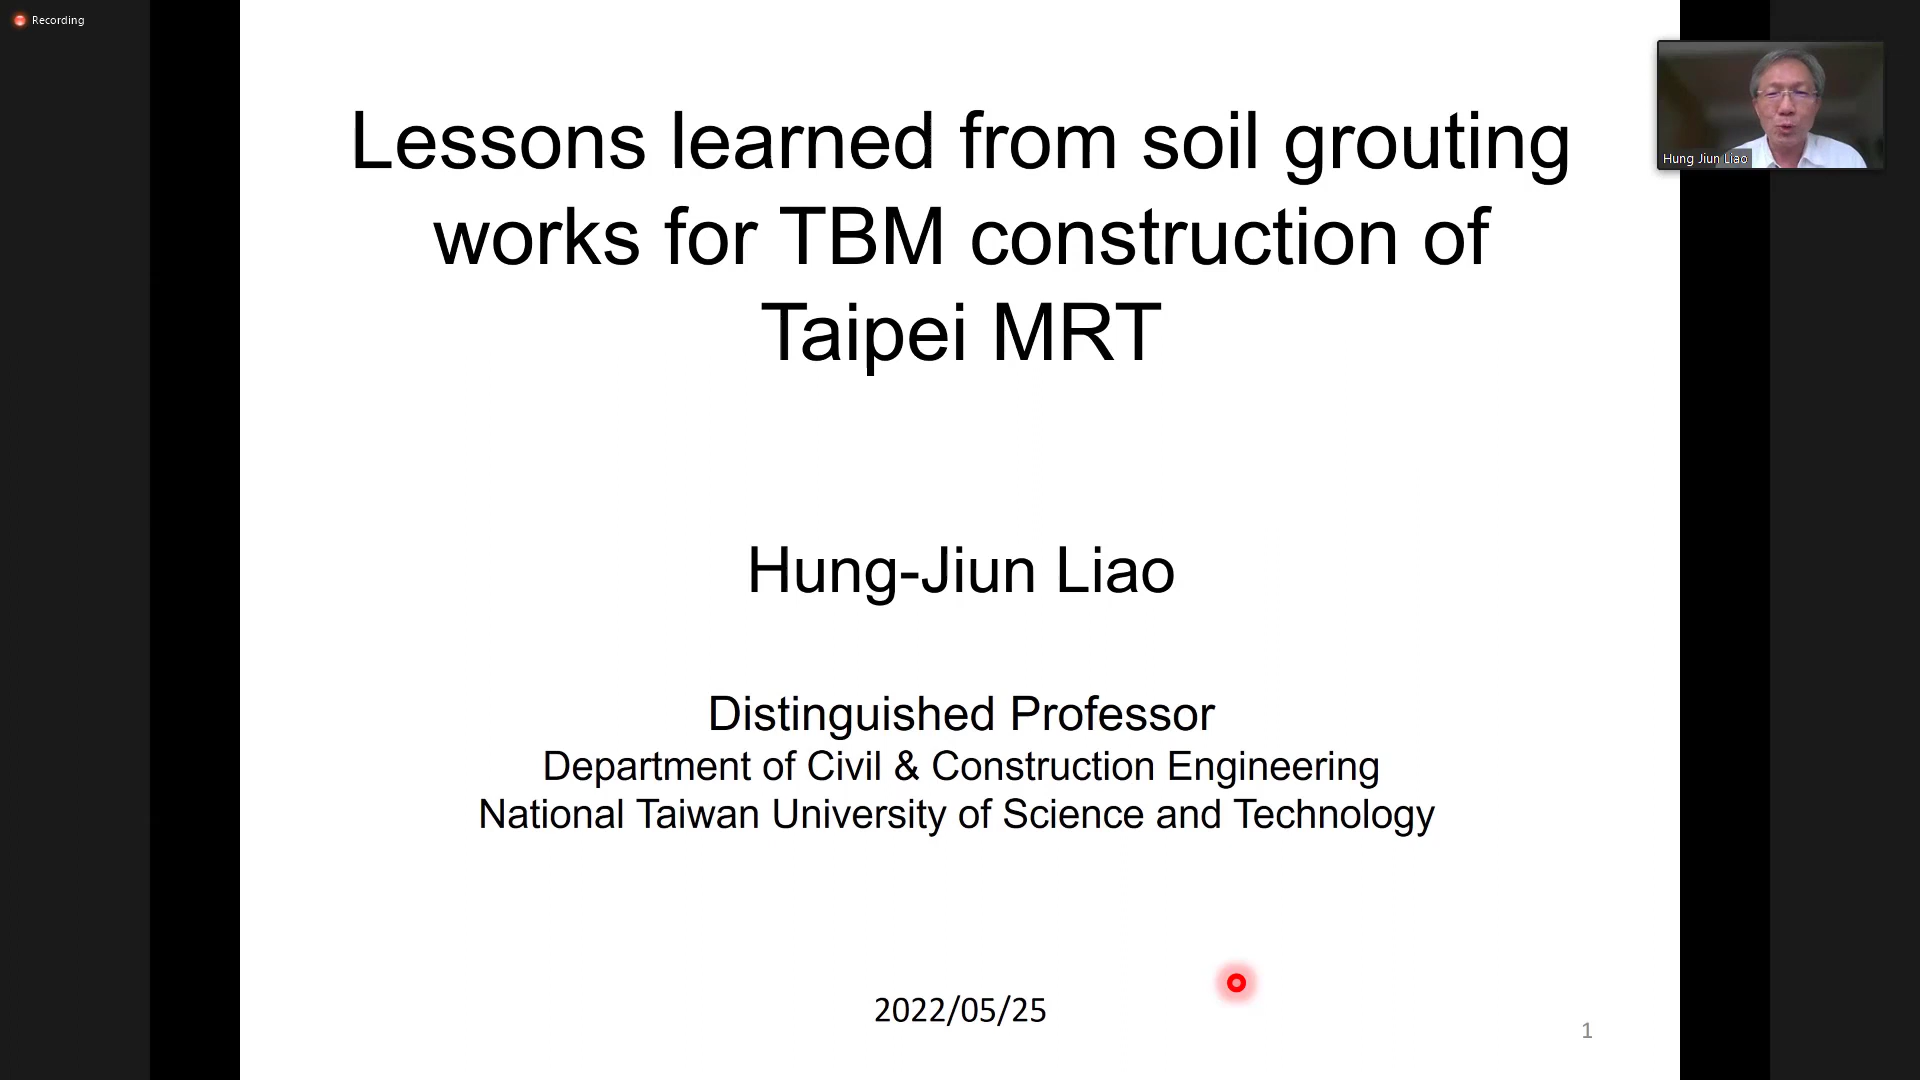 Recording
Lessons learned from soil grouting
works for TBM construction of
Taipei MRT
Hung Jiun Liao
Hung-Jiun Liao
Distinguished Professor
Department of Civil & Construction Engineering
National Taiwan University of Science and Technology
2022/05/25
1